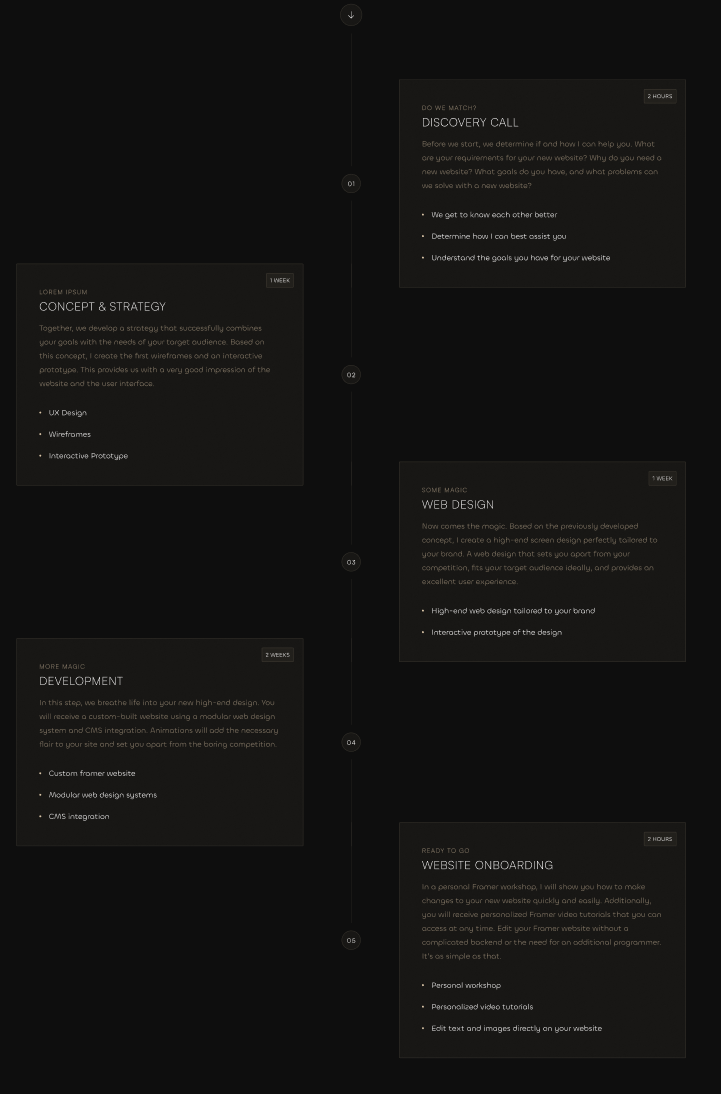 2 HOURS
DO WE MATCH?
DISCOVERY CALL
Before we start, we determine if and how I can help you. What
are your requirements for your new website? Why do you need a
new website? What goals do you have, and what problems can
we solve with a new website?
01
• We get to know each other better
• Determine how I can best assist you
• Understand the goals you have for your website
1 WEEK
LOREM IPSUM
CONCEPT & STRATEGY
Together, we develop a strategy that successfully combines
your goals with the needs of your target audience. Based on
this concept, I create the first wireframes and an interactive
prototype. This provides us with a very good impression of the
website and the user interface.
02
• UX Design
• Wireframes
• Interactive Prototype
1 WEEK
SOME MAGIC
WEB DESIGN
Now comes the magic. Based on the previously developed
concept, I create a high-end screen design perfectly tailored to
your brand. A web design that sets you apart from your
competition, fits your target audience ideally, and provides an
excellent user experience.
03
• High-end web design tailored to your brand
• Interactive prototype of the design
2 WEEKS
MORE MAGIC
DEVELOPMENT
In this step, we breathe life into your new high-end design. You
will receive a custom-built website using a modular web design
system and CMS integration. Animations will add the necessary
flair to your site and set you apart from the boring competition.
04
• Custom framer website
• Modular web design systems
• CMS integration
2 HOURS
READY TO GO
WEBSITE ONBOARDING
In a personal Framer workshop, I will show you how to make
changes to your new website quickly and easily. Additionally,
you will receive personalized Framer video tutorials that you can
access at any time. Edit your Framer website without a
complicated backend or the need for an additional programmer.
It's as simple as that.
05
• Personal workshop
• Personalized video tutorials
• Edit text and images directly on your website